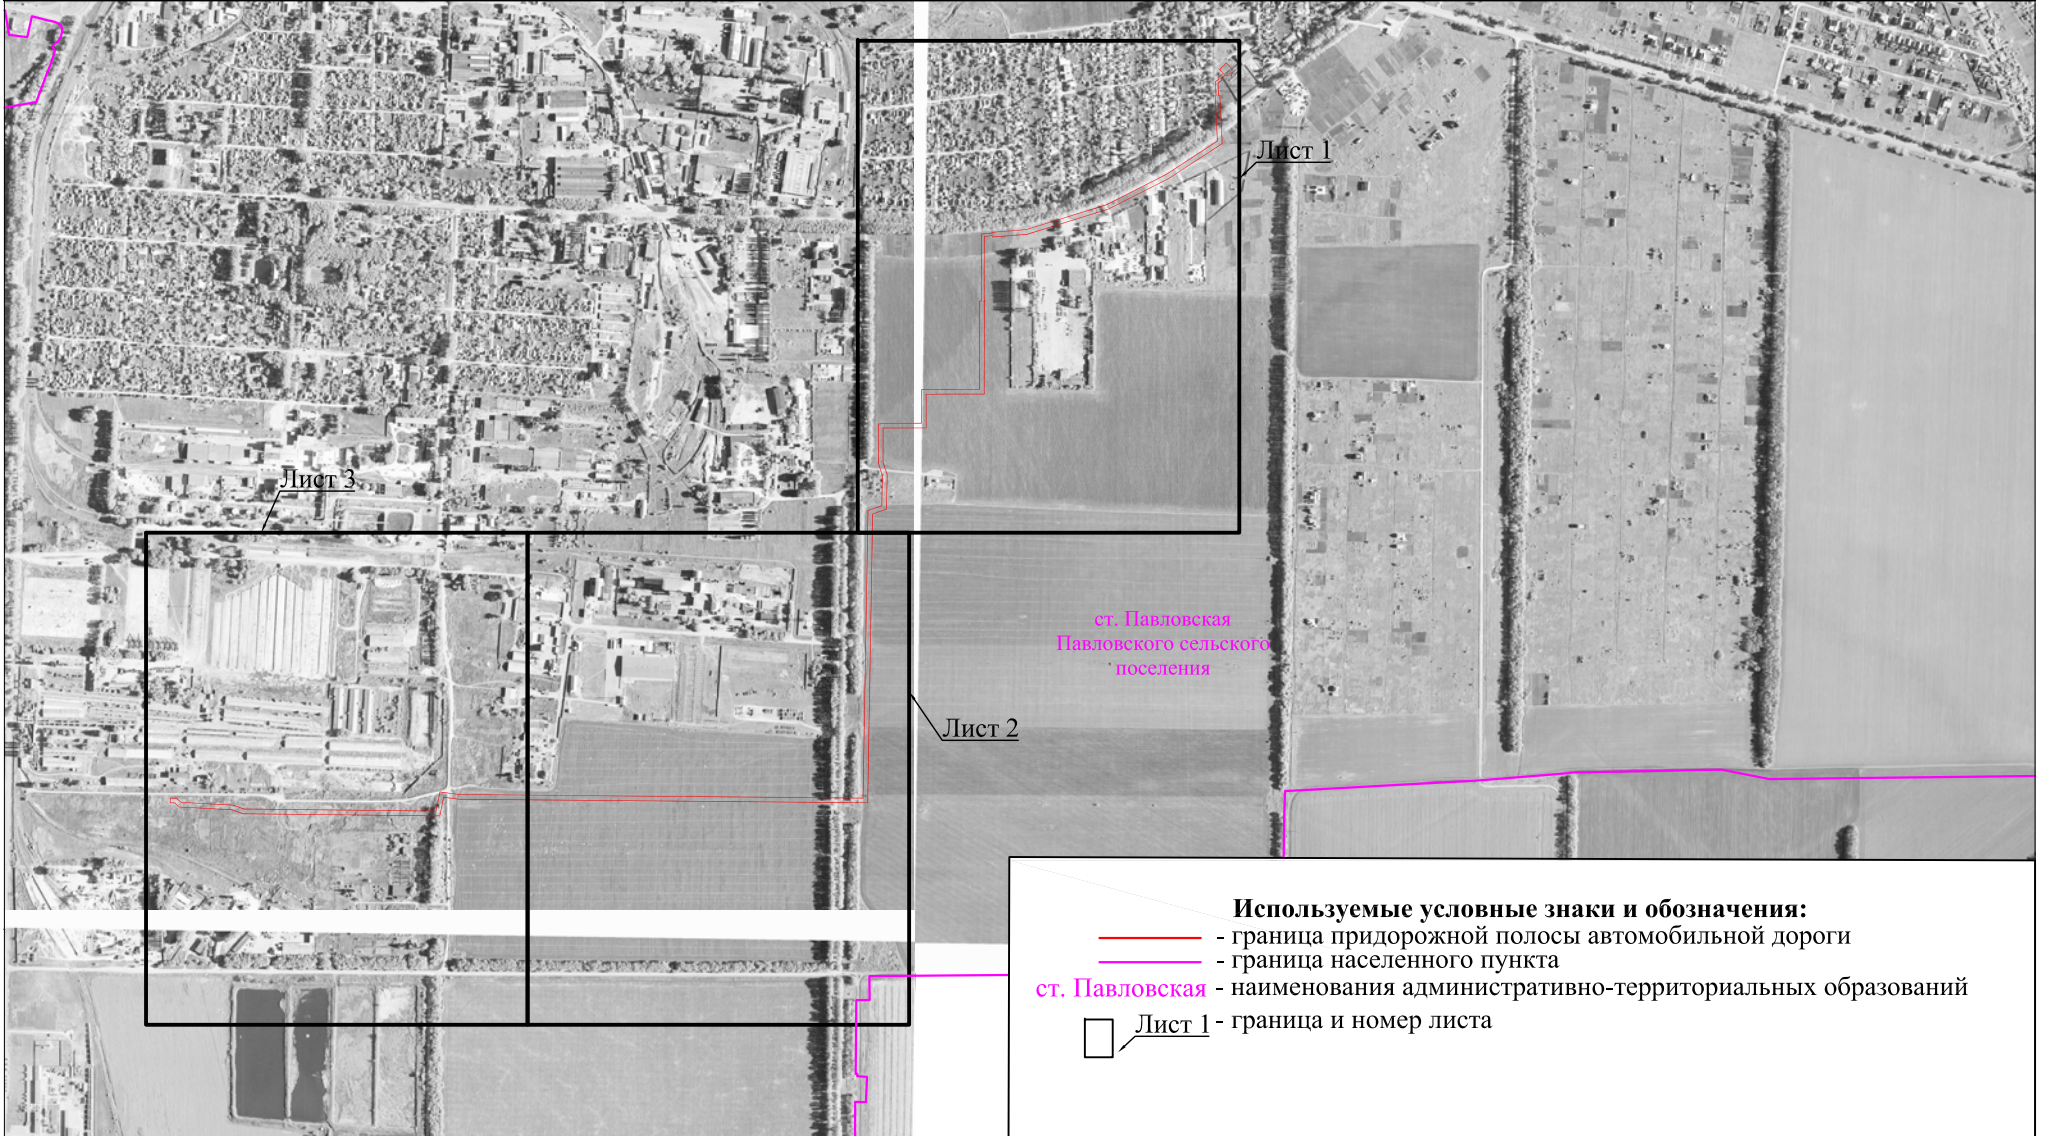 Лист 1
Лист 3
ст. Павловская
Павловского сельского
поселения
Лист 2
Используемые условные знаки и обозначения:
- граница придорожной полосы автомобильной дороги
- граница населенного пункта
ст. Павловская - наименования административно-территориальных образований
Лист 1 - граница и номер листа